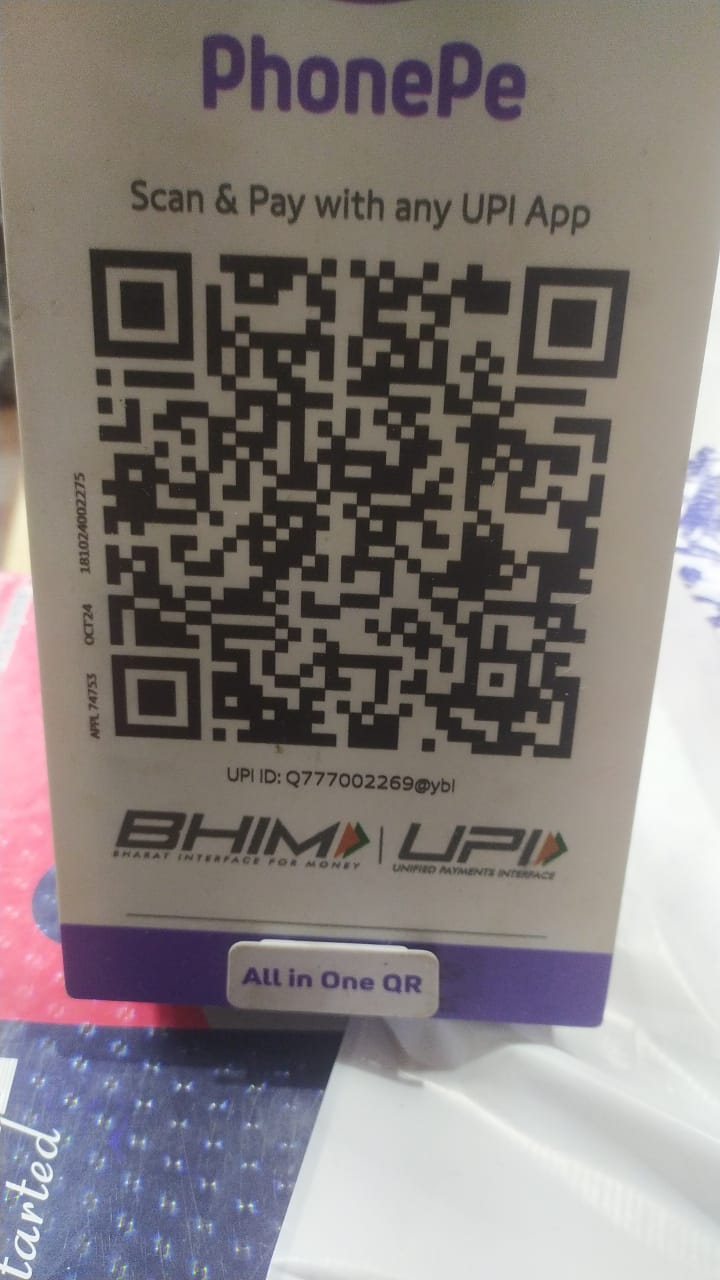 PhonePe
Scan & Pay with any UPI App
181024002275
OCT24
APPL 74753
UPI ID: Q777002269@ybl
BHIM | UPI
BHARAT INTERFACE FOR MONEY
UNIFIED PAYMENTS INTERFACE
All in One QR
tarted